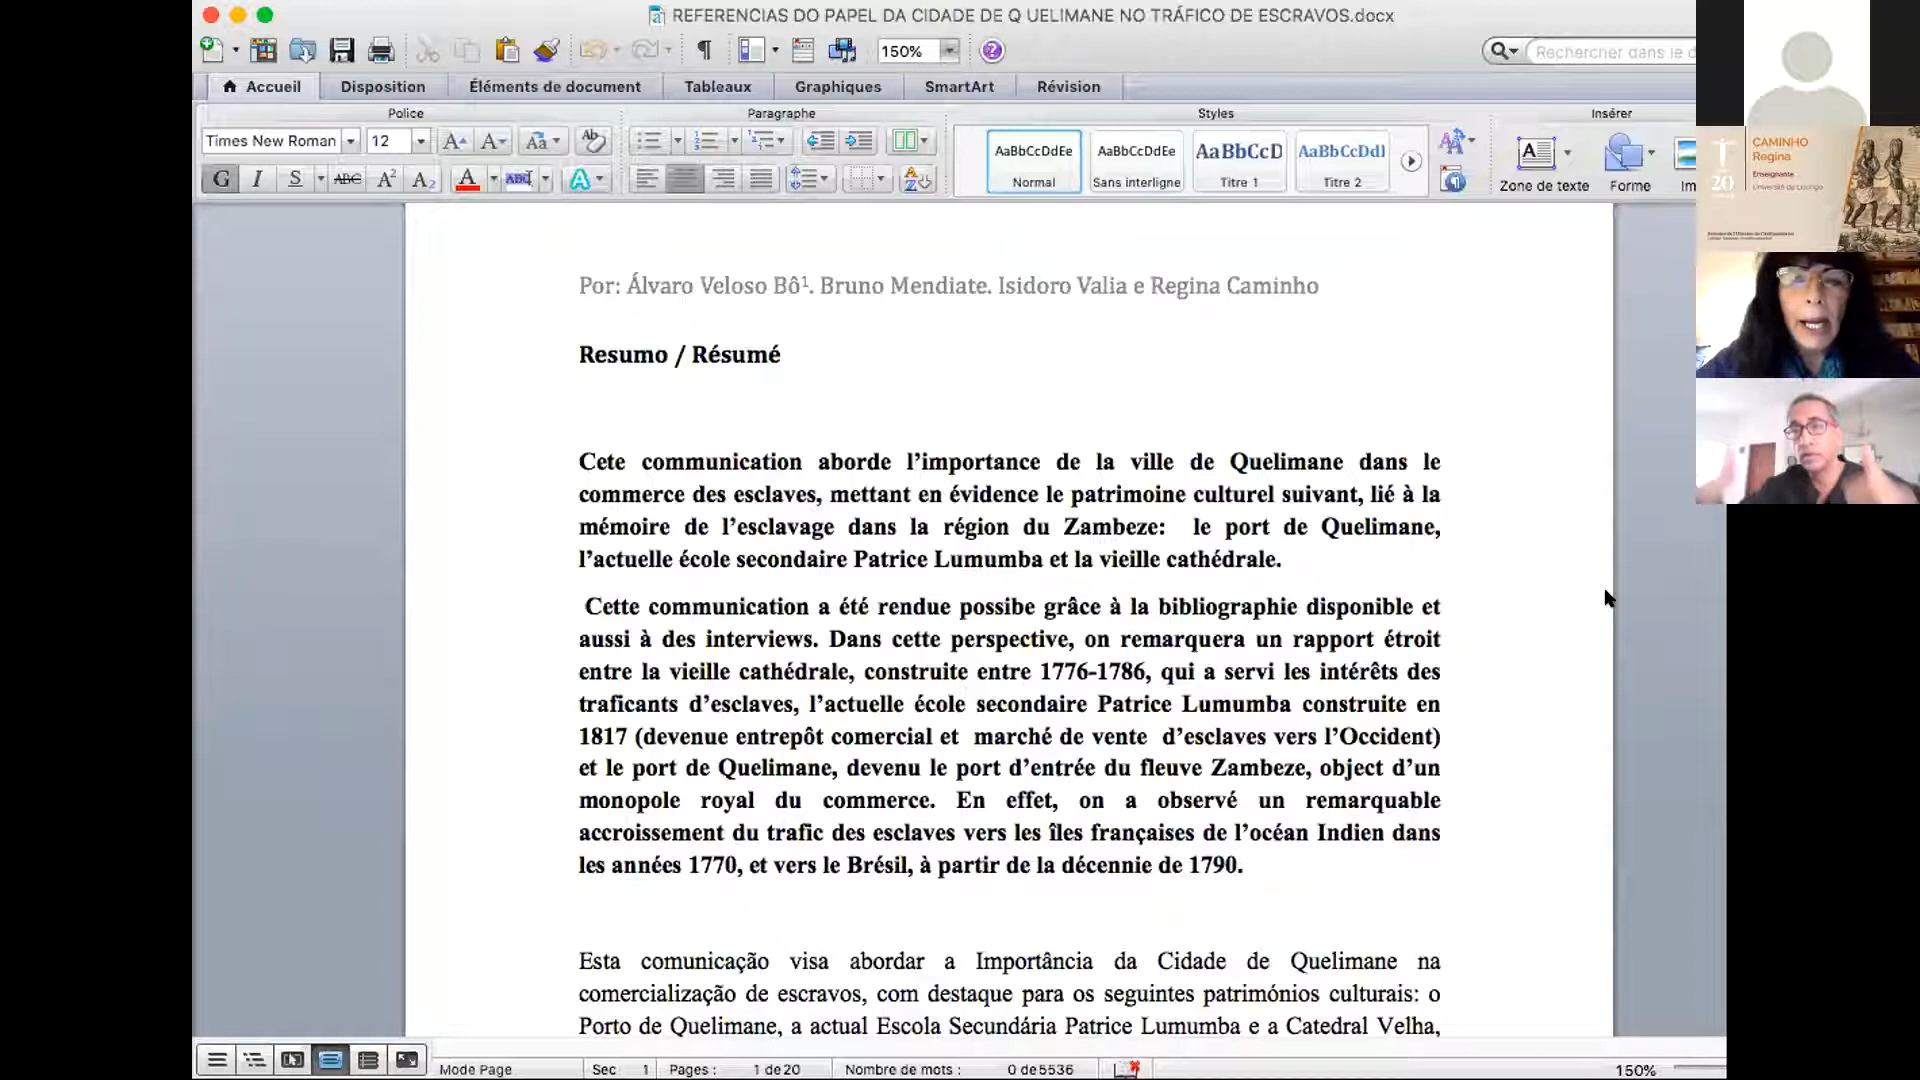 REFERENCIAS DO PAPEL DA CIDADE DE Q UELIMANE NO TRÁFICO DE ESCRAVOS.docx
150%
Rechercher dans le d
Accueil Disposition Éléments de document Tableaux Graphiques SmartArt Révision
Police Paragraphe Styles Insérer
Times New Roman 12
AaBbCcDdEe AaBbCcDdEe AaBbCcD AaBbCcDdI
Normal Sans interligne Titre 1 Titre 2
Zone de texte Forme Im
Por: Álvaro Veloso Bô¹. Bruno Mendiate. Isidoro Valia e Regina Caminho
Resumo / Résumé
Cete communication aborde l’importance de la ville de Quelimane dans le
commerce des esclaves, mettant en évidence le patrimoine culturel suivant, lié à la
mémoire de l’esclavage dans la région du Zambeze: le port de Quelimane,
l’actuelle école secondaire Patrice Lumumba et la vieille cathédrale.
Cette communication a été rendue possibe grâce à la bibliographie disponible et
aussi à des interviews. Dans cette perspective, on remarquera un rapport étroit
entre la vieille cathédrale, construite entre 1776-1786, qui a servi les intérêts des
traficants d’esclaves, l’actuelle école secondaire Patrice Lumumba construite en
1817 (devenue entrepôt comercial et marché de vente d’esclaves vers l’Occident)
et le port de Quelimane, devenu le port d’entrée du fleuve Zambeze, object d’un
monopole royal du commerce. En effet, on a observé un remarquable
accroissement du trafic des esclaves vers les îles françaises de l’océan Indien dans
les années 1770, et vers le Brésil, à partir de la décennie de 1790.
Esta comunicação visa abordar a Importância da Cidade de Quelimane na
comercialização de escravos, com destaque para os seguintes patrimónios culturais: o
Porto de Quelimane, a actual Escola Secundária Patrice Lumumba e a Catedral Velha,
Mode Page Sec 1 Pages : 1 de 20 Nombre de mots : 0 de 5536 150%
CAMINHO
Regina
Enseignante
20